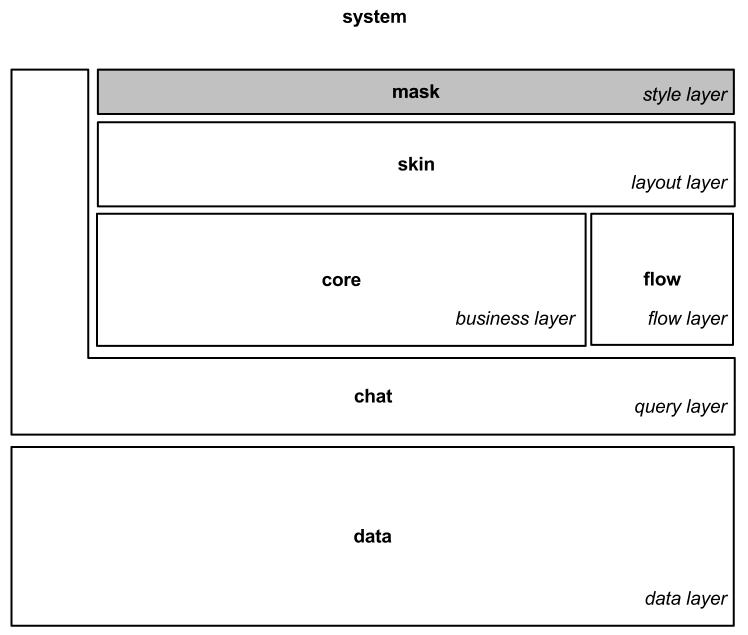 system
mask
style layer
skin
layout layer
core
business layer
flow
flow layer
chat
query layer
data
data layer